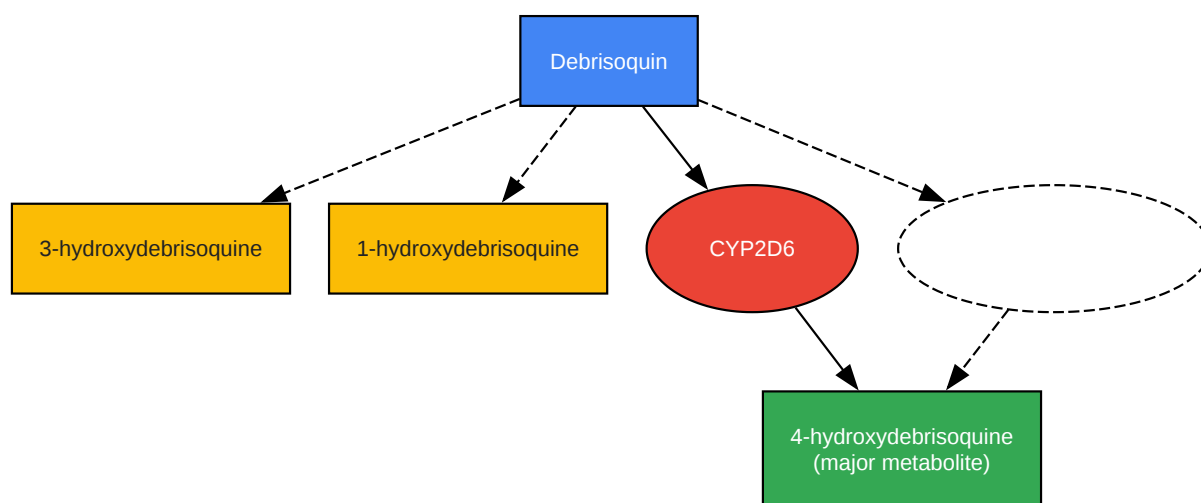 Debrisoquin
3-hydroxydebrisoquine
1-hydroxydebrisoquine
CYP2D6
4-hydroxydebrisoquine
(major metabolite)